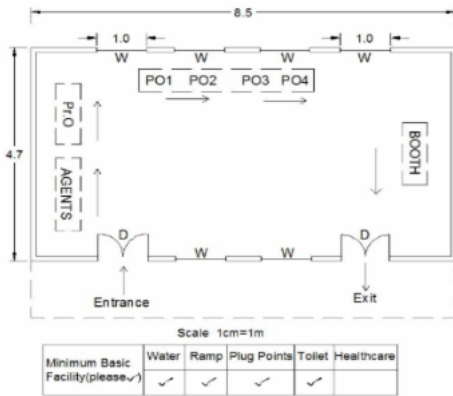 8.5
1.0 1.0
W W W W
PO1 PO2 PO3 PO4
Pr.O
4.7
BOOTH
AGENTS
D W W D
Entrance Exit
Scale 1cm=1m
Minimum Basic Facility(please✓) Water Ramp Plug Points Toilet Healthcare
✓ ✓ ✓ ✓